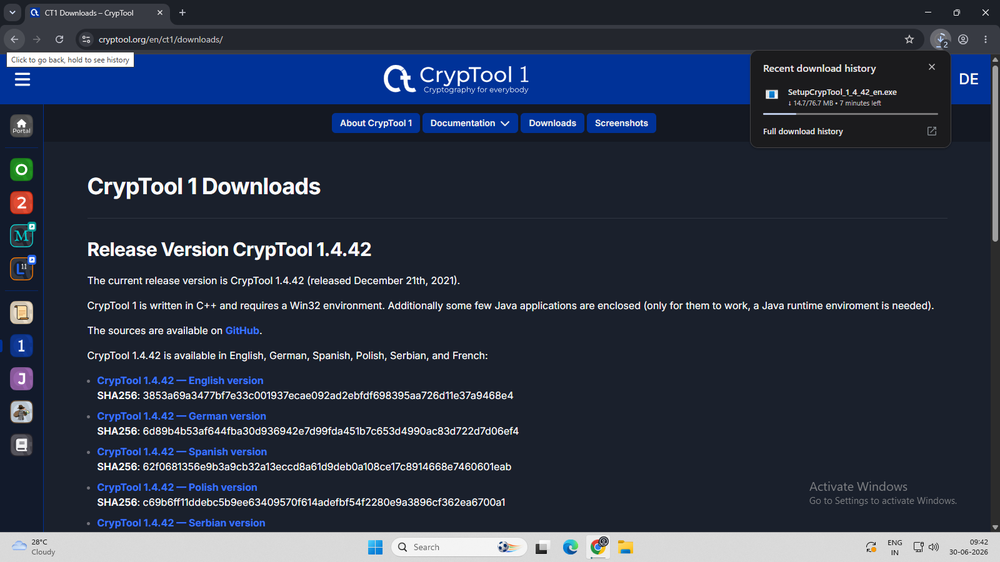 CT1 Downloads – CrypTool
cryptool.org/en/ct1/downloads/
2
Click to go back, hold to see history
CrypTool 1
Cryptography for everybody
DE
Recent download history
SetupCrypTool_1_4_42_en.exe
↓ 14.7/76.7 MB • 7 minutes left
Full download history
Portal
About CrypTool 1
Documentation
Downloads
Screenshots
2
M
L11
1
J
CrypTool 1 Downloads
Release Version CrypTool 1.4.42
The current release version is CrypTool 1.4.42 (released December 21th, 2021).
CrypTool 1 is written in C++ and requires a Win32 environment. Additionally some few Java applications are enclosed (only for them to work, a Java runtime enviroment is needed).
The sources are available on GitHub.
CrypTool 1.4.42 is available in English, German, Spanish, Polish, Serbian, and French:
• CrypTool 1.4.42 — English version
SHA256: 3853a69a3477bf7e33c001937ecae092ad2ebfdf698395aa726d11e37a9468e4
• CrypTool 1.4.42 — German version
SHA256: 6d89b4b53af644fba30d936942e7d99fda451b7c653d4990ac83d722d7d06ef4
• CrypTool 1.4.42 — Spanish version
SHA256: 62f0681356e9b3a9cb32a13eccd8a61d9deb0a108ce17c8914668e7460601eab
• CrypTool 1.4.42 — Polish version
SHA256: c69b6ff11ddebc5b9ee63409570f614adefbf54f2280e9a3896cf362ea6700a1
• CrypTool 1.4.42 — Serbian version
Activate Windows
Go to Settings to activate Windows.
28°C
Cloudy
Search
ENG
IN
09:42
30-06-2026